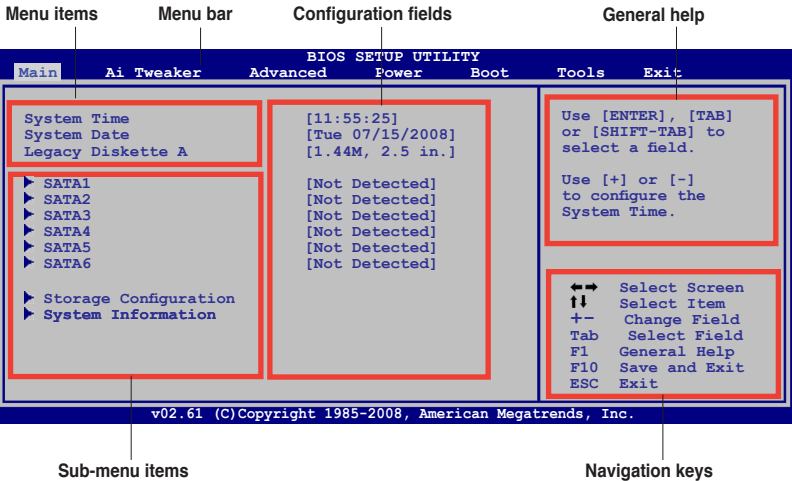 Menu items Menu bar Configuration fields General help
BIOS SETUP UTILITY
Main Ai Tweaker Advanced Power Boot Tools Exit
System Time [11:55:25]
System Date [Tue 07/15/2008]
Legacy Diskette A [1.44M, 2.5 in.]
SATA1 [Not Detected]
SATA2 [Not Detected]
SATA3 [Not Detected]
SATA4 [Not Detected]
SATA5 [Not Detected]
SATA6 [Not Detected]
Storage Configuration
System Information
Use [ENTER], [TAB]
or [SHIFT-TAB] to
select a field.
Use [+] or [-]
to configure the
System Time.
←→ Select Screen
↑↓ Select Item
+- Change Field
Tab Select Field
F1 General Help
F10 Save and Exit
ESC Exit
v02.61 (C)Copyright 1985-2008, American Megatrends, Inc.
Sub-menu items Navigation keys